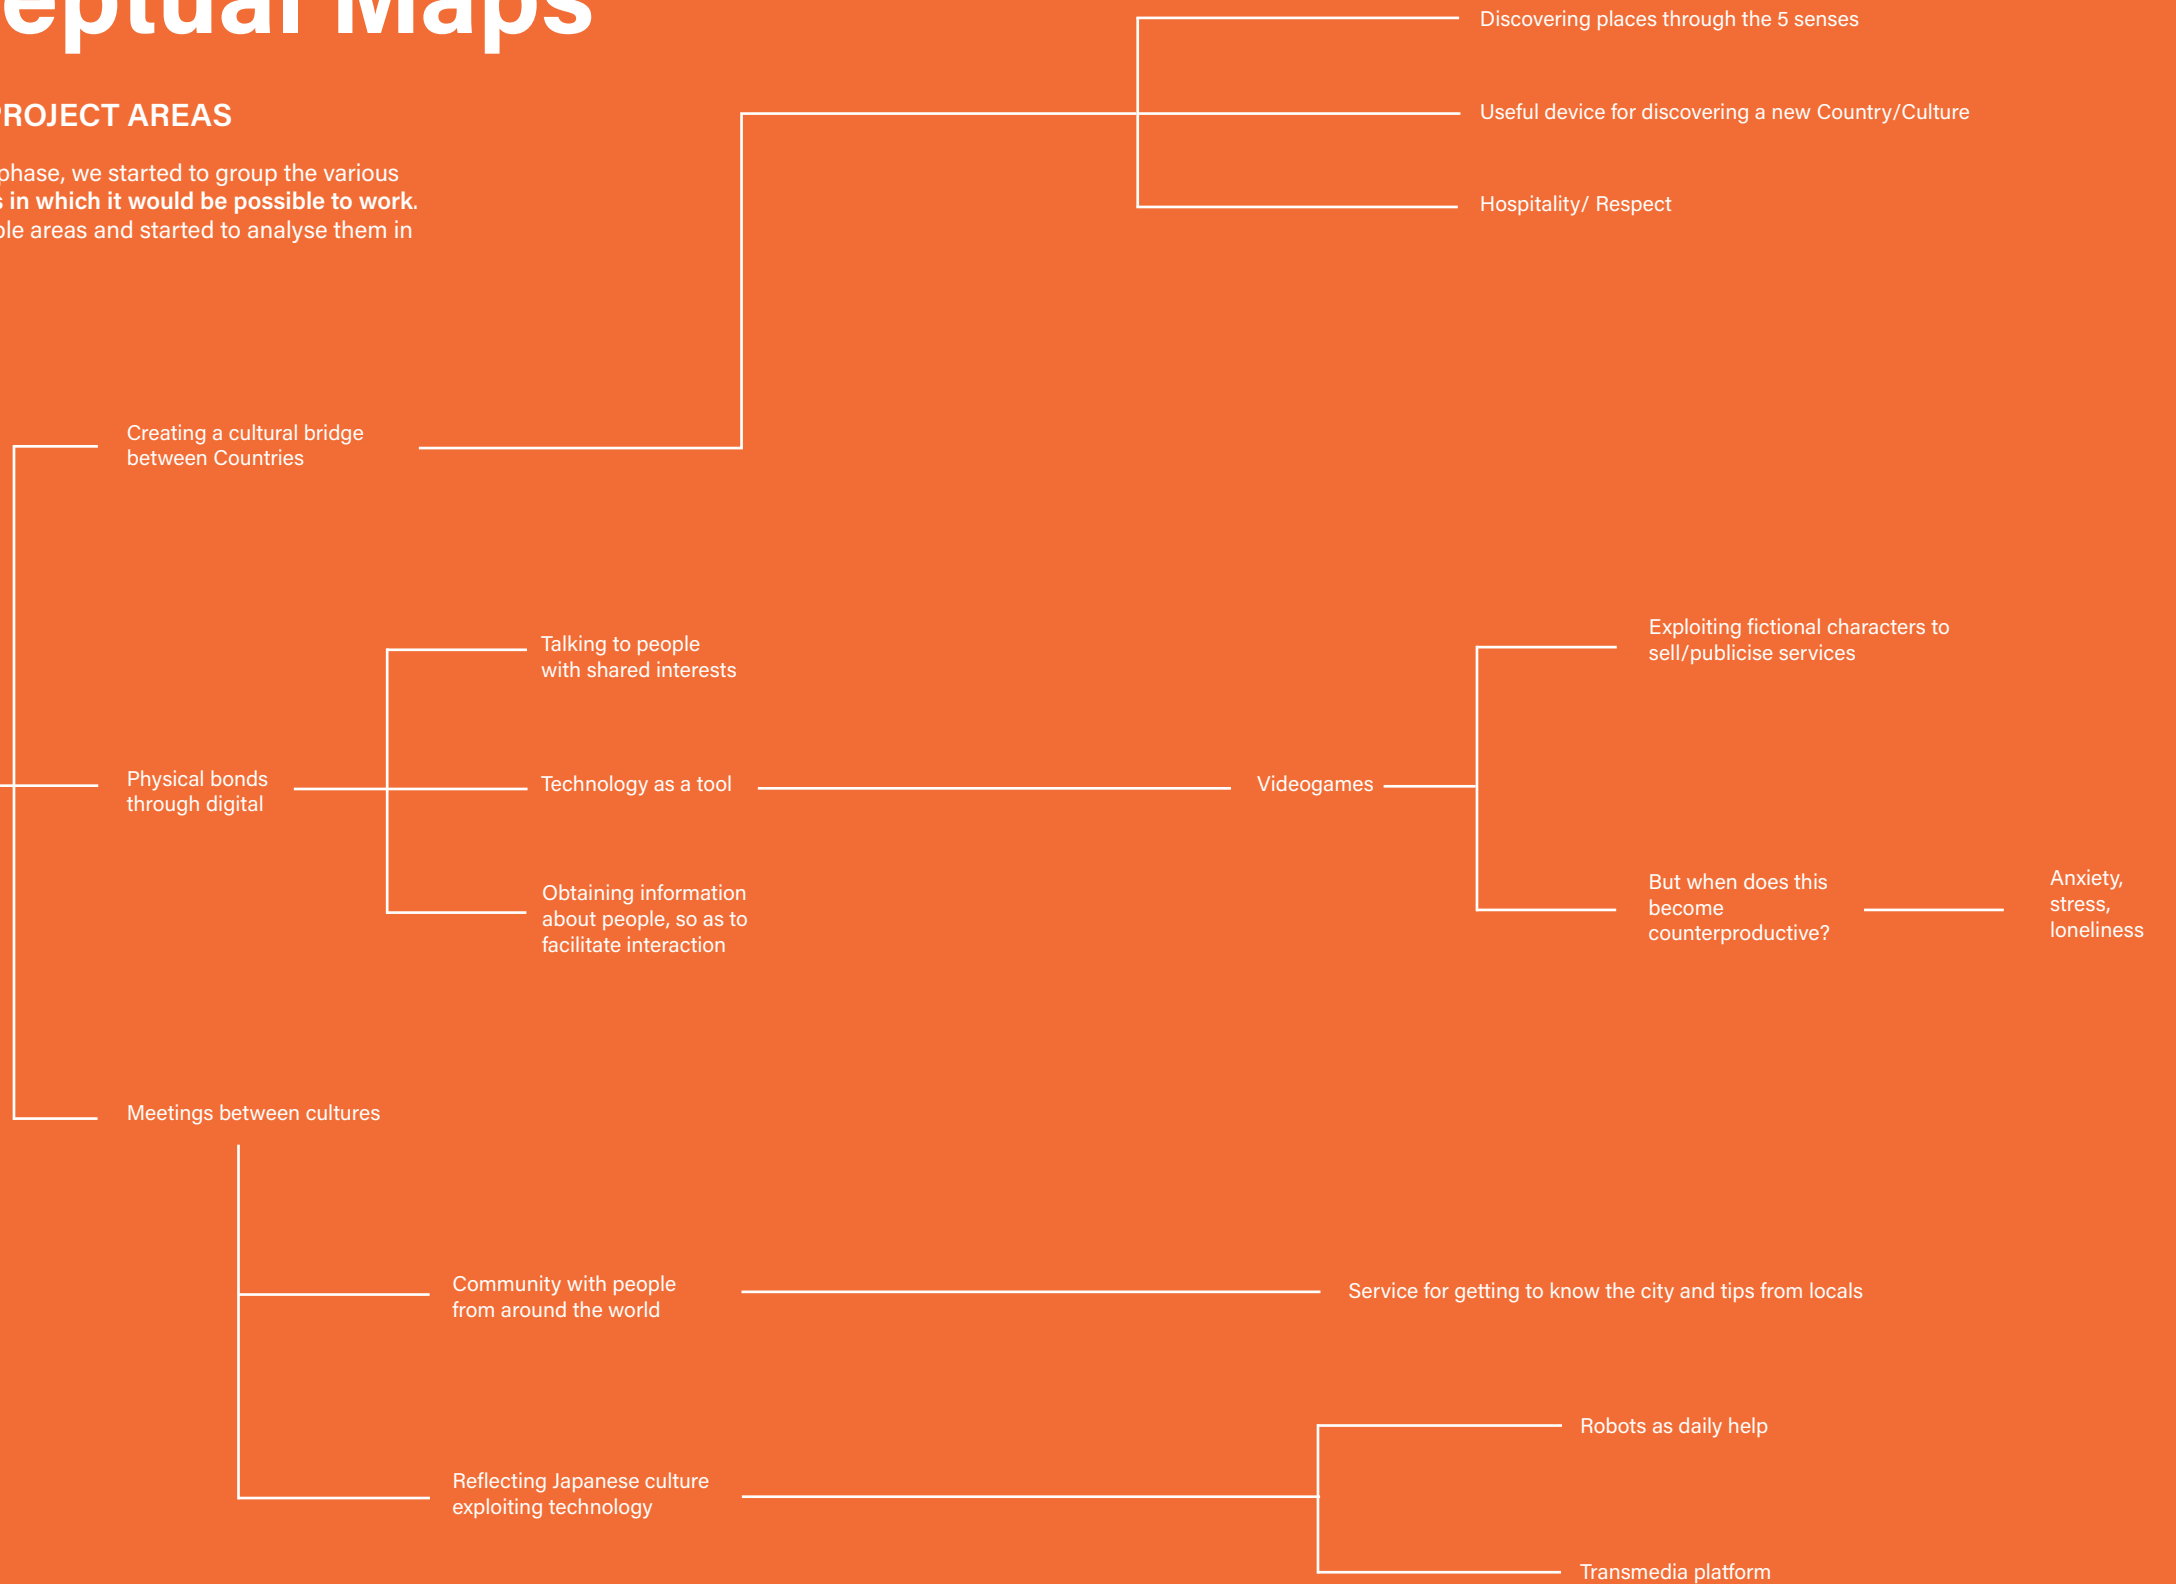 eptual Maps
PROJECT AREAS
phase, we started to group the various
s in which it would be possible to work.
ble areas and started to analyse them in
Discovering places through the 5 senses
Useful device for discovering a new Country/Culture
Hospitality/ Respect
Creating a cultural bridge
between Countries
Physical bonds
through digital
Talking to people
with shared interests
Technology as a tool
Obtaining information
about people, so as to
facilitate interaction
Videogames
Exploiting fictional characters to
sell/publicise services
But when does this
become
counterproductive?
Anxiety,
stress,
loneliness
Meetings between cultures
Community with people
from around the world
Service for getting to know the city and tips from locals
Reflecting Japanese culture
exploiting technology
Robots as daily help
Transmedia platform